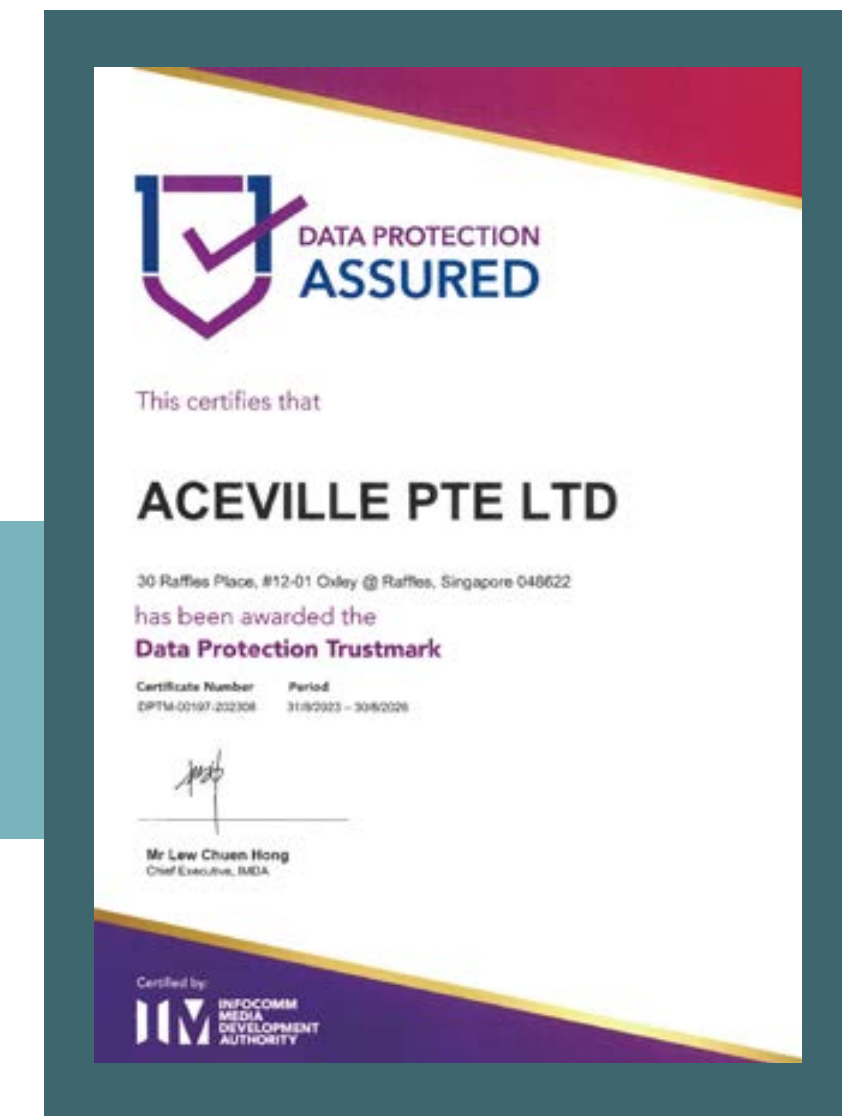 DATA PROTECTION
ASSURED
This certifies that
ACEVILLE PTE LTD
30 Raffles Place, #12-01 Oxley @ Raffles, Singapore 048622
has been awarded the
Data Protection Trustmark
Certificate Number Period
DPTM-00197-202308 31/8/2023 – 30/8/2026
Mr Lew Chuen Hong
Chief Executive, IMDA
Certified by:
INFOCOMM
MEDIA
DEVELOPMENT
AUTHORITY